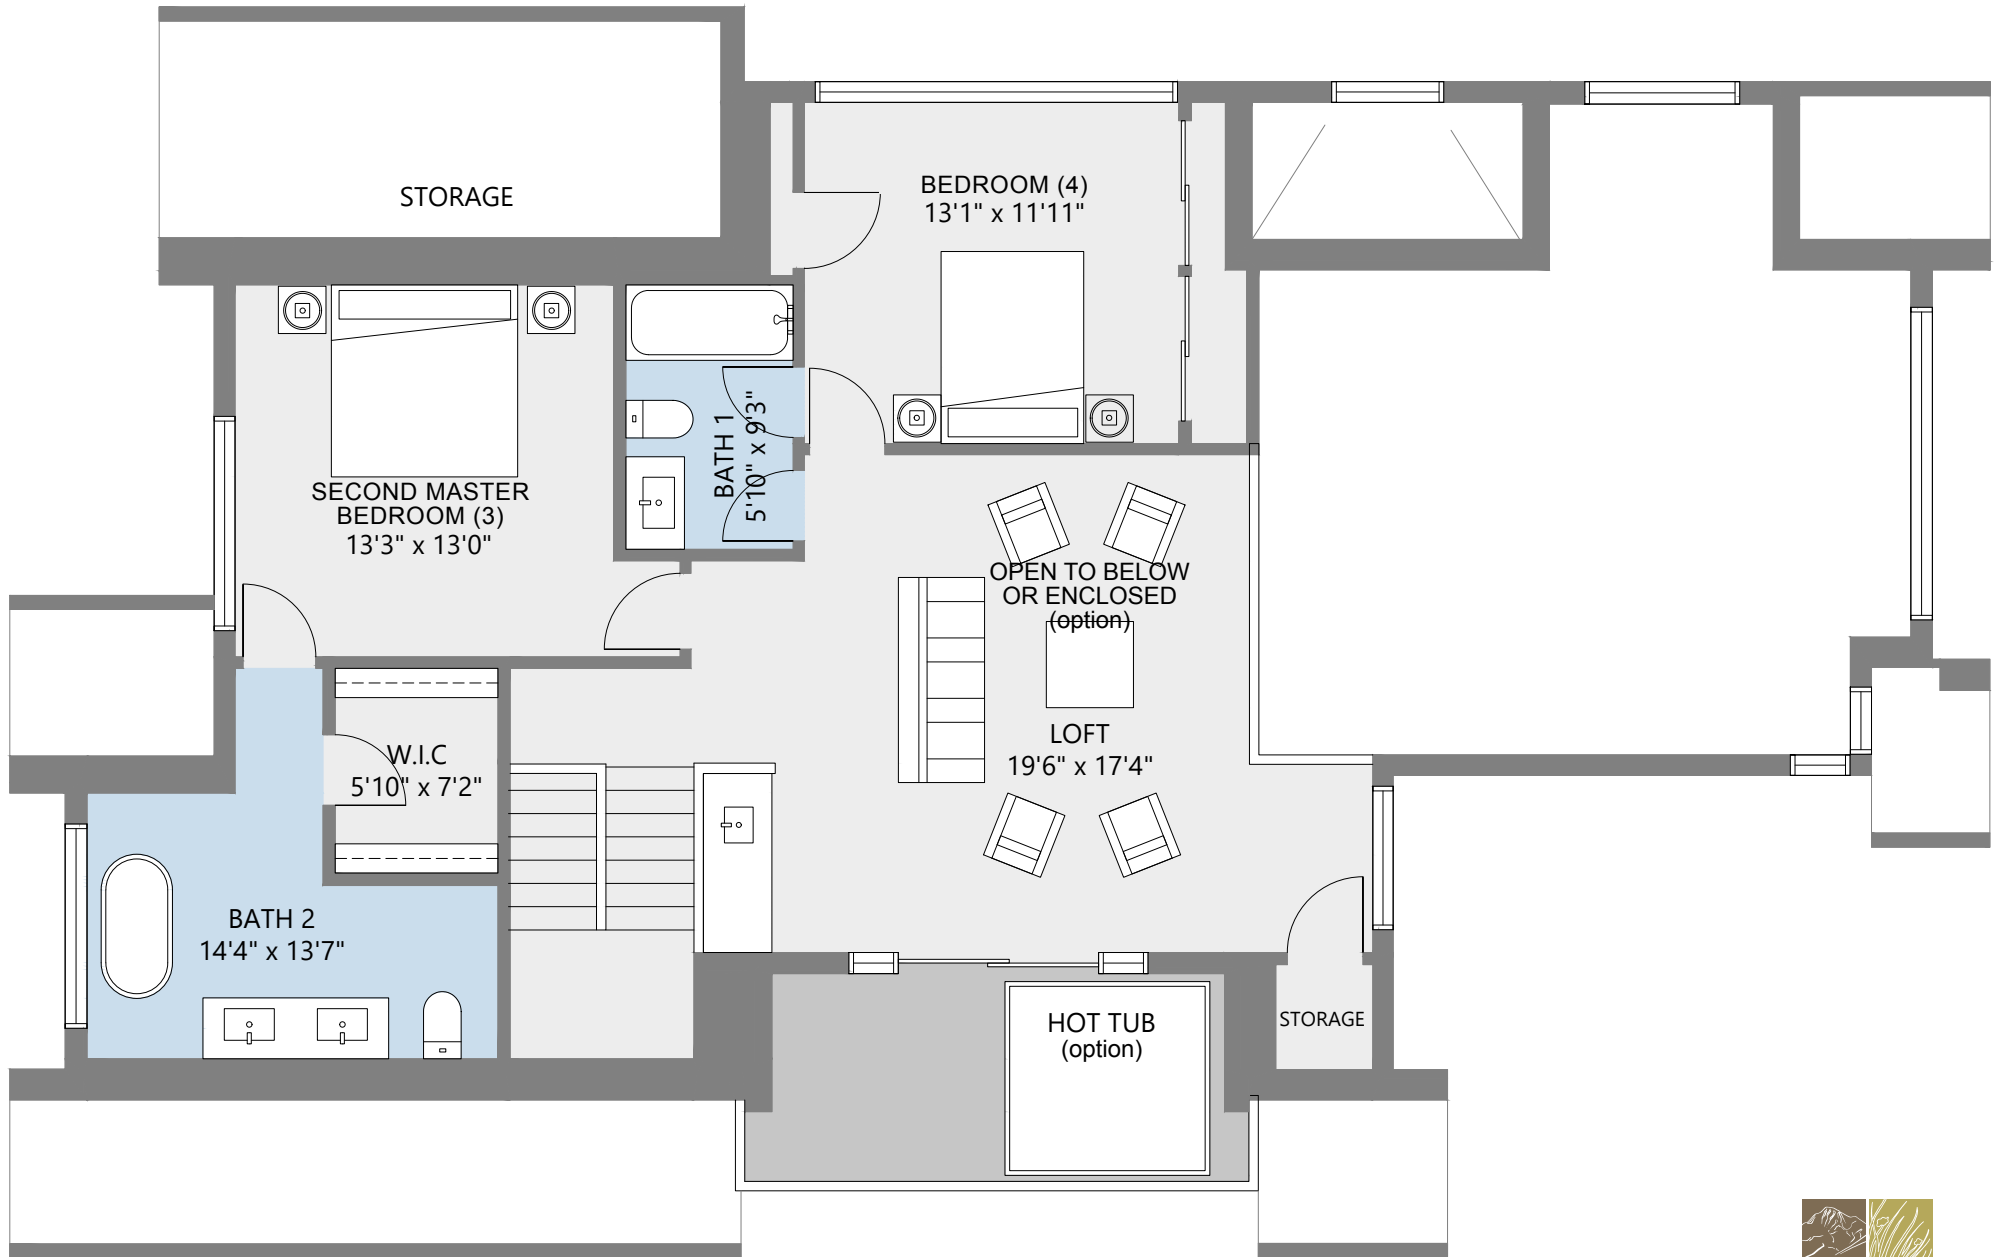 STORAGE
BEDROOM (4)
13'1" x 11'11"
SECOND MASTER
BEDROOM (3)
13'3" x 13'0"
BATH 1
5'10" x 9'3"
OPEN TO BELOW
OR ENCLOSED
(option)
LOFT
19'6" x 17'4"
W.I.C
5'10" x 7'2"
BATH 2
14'4" x 13'7"
HOT TUB
(option)
STORAGE